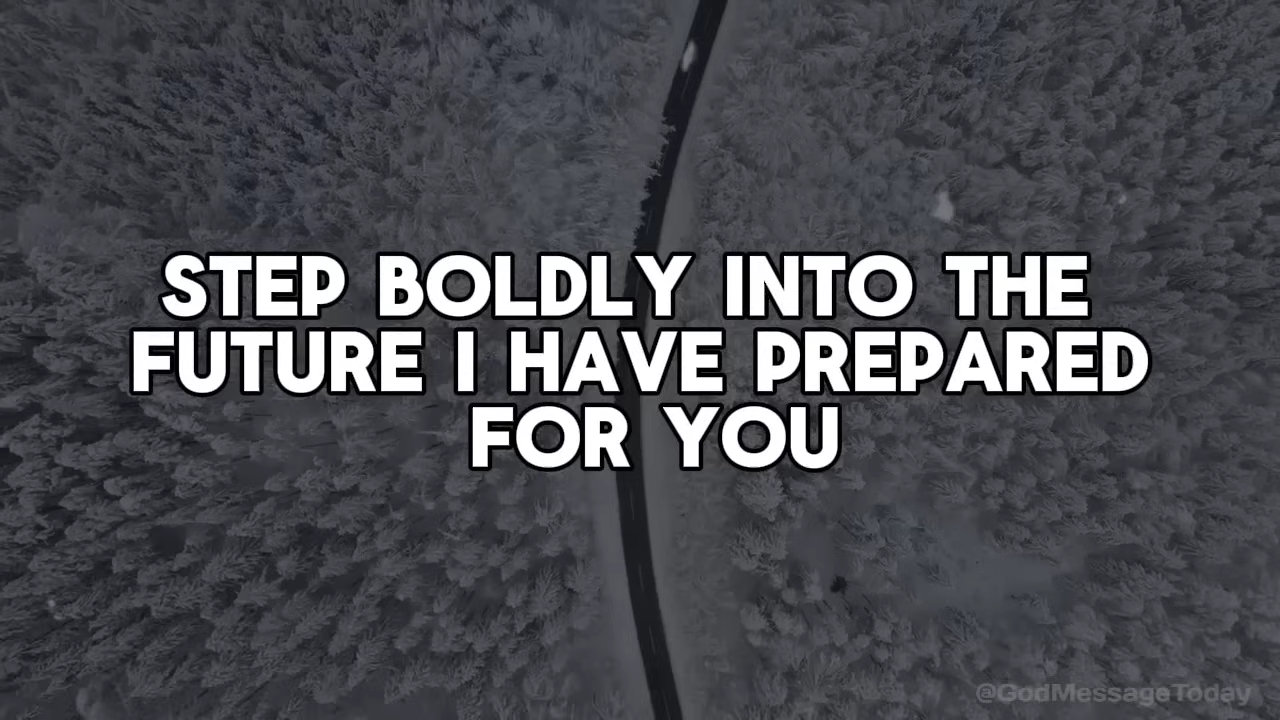 STEP BOLDLY INTO THE
FUTURE I HAVE PREPARED
FOR YOU
@GodMessageToday